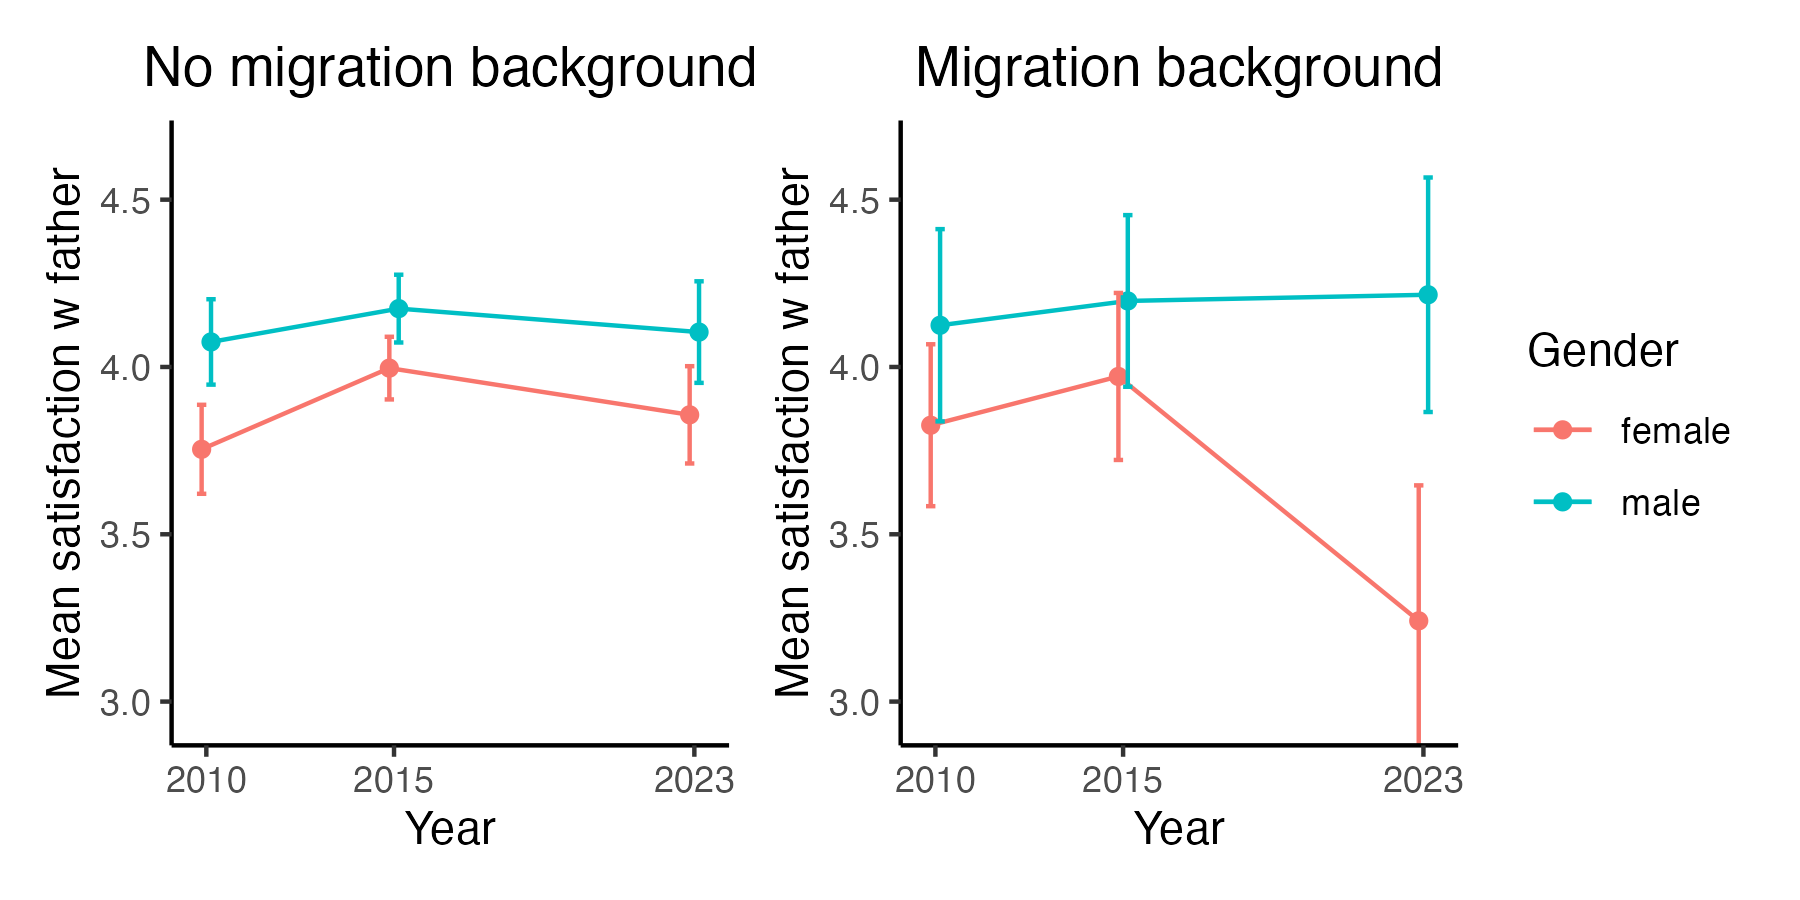 No migration background
Mean satisfaction w father
4.5
4.0
3.5
3.0
2010 2015 2023
Year
Migration background
Mean satisfaction w father
4.5
4.0
3.5
3.0
2010 2015 2023
Year
Gender
female
male